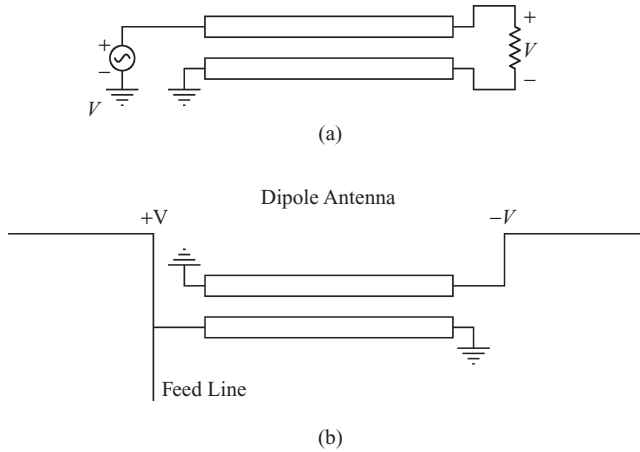 +
+
−
V
V
−
(a)
Dipole Antenna
+V
−V
Feed Line
(b)